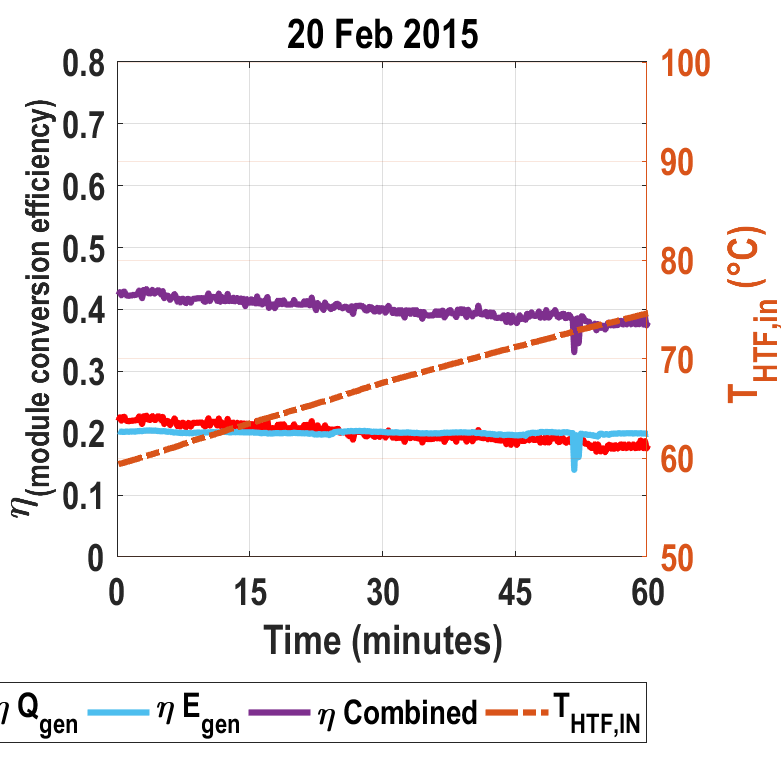 20 Feb 2015
0.8
0.7
0.6
0.5
0.4
0.3
0.2
0.1
0
η(module conversion efficiency)
100
90
80
70
60
50
T HTF,in (°C)
0 15 30 45 60
Time (minutes)
η Qgen η Egen η Combined THTF,IN